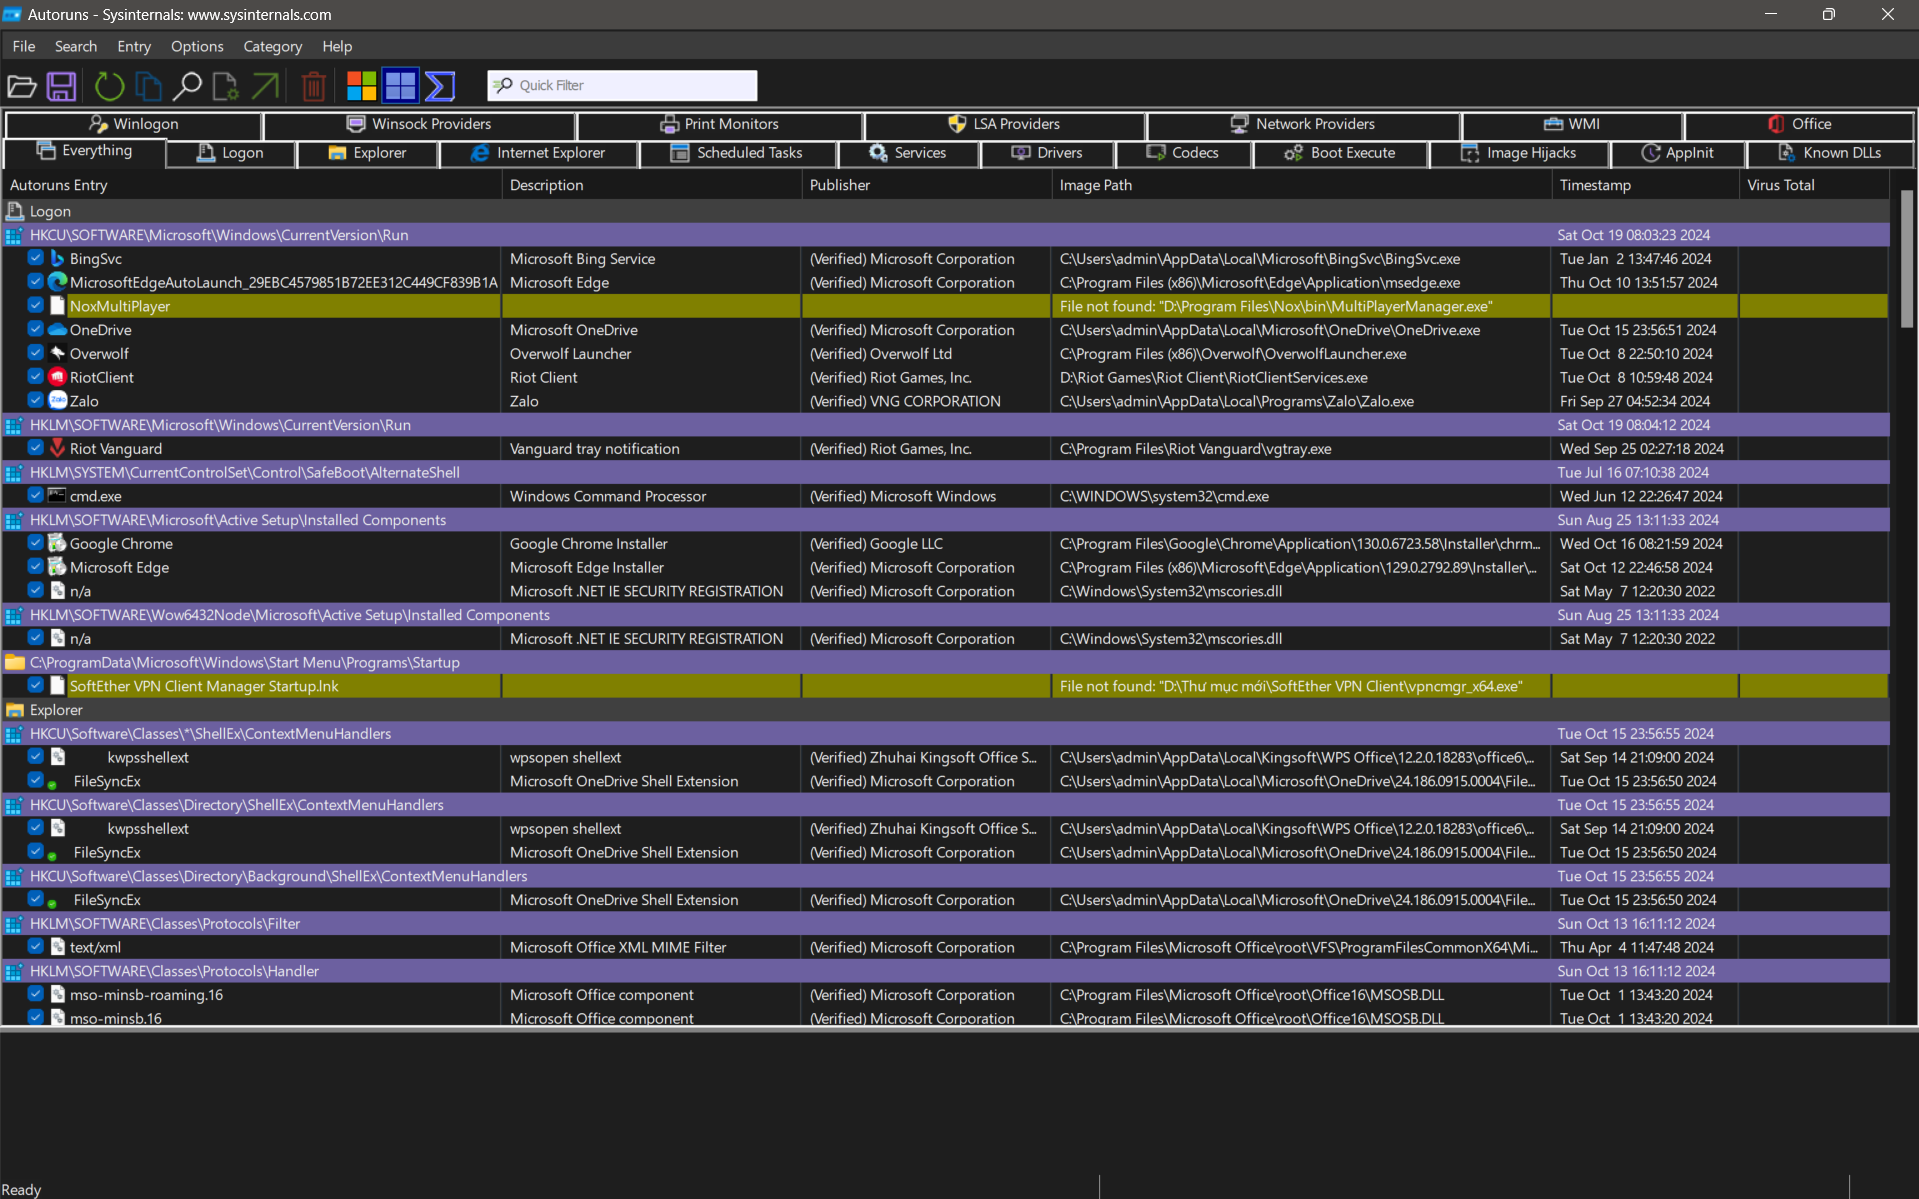 Autoruns - Sysinternals: www.sysinternals.com
File Search Entry Options Category Help
Quick Filter
Winlogon Winsock Providers Print Monitors LSA Providers Network Providers WMI Office
Everything Logon Explorer Internet Explorer Scheduled Tasks Services Drivers Codecs Boot Execute Image Hijacks AppInit Known DLLs
Autoruns Entry Description Publisher Image Path Timestamp Virus Total
Logon
HKCU\SOFTWARE\Microsoft\Windows\CurrentVersion\Run Sat Oct 19 08:03:23 2024
BingSvc Microsoft Bing Service (Verified) Microsoft Corporation C:\Users\admin\AppData\Local\Microsoft\BingSvc\BingSvc.exe Tue Jan 2 13:47:46 2024
MicrosoftEdgeAutoLaunch_29EBC4579851B72EE312C449CF839B1A Microsoft Edge (Verified) Microsoft Corporation C:\Program Files (x86)\Microsoft\Edge\Application\msedge.exe Thu Oct 10 13:51:57 2024
NoxMultiPlayer File not found: "D:\Program Files\Nox\bin\MultiPlayerManager.exe"
OneDrive Microsoft OneDrive (Verified) Microsoft Corporation C:\Users\admin\AppData\Local\Microsoft\OneDrive\OneDrive.exe Tue Oct 15 23:56:51 2024
Overwolf Overwolf Launcher (Verified) Overwolf Ltd C:\Program Files (x86)\Overwolf\OverwolfLauncher.exe Tue Oct 8 22:50:10 2024
RiotClient Riot Client (Verified) Riot Games, Inc. D:\Riot Games\Riot Client\RiotClientServices.exe Tue Oct 8 10:59:48 2024
Zalo Zalo Zalo (Verified) VNG CORPORATION C:\Users\admin\AppData\Local\Programs\Zalo\Zalo.exe Fri Sep 27 04:52:34 2024
HKLM\SOFTWARE\Microsoft\Windows\CurrentVersion\Run Sat Oct 19 08:04:12 2024
Riot Vanguard Vanguard tray notification (Verified) Riot Games, Inc. C:\Program Files\Riot Vanguard\vgtray.exe Wed Sep 25 02:27:18 2024
HKLM\SYSTEM\CurrentControlSet\Control\SafeBoot\AlternateShell Tue Jul 16 07:10:38 2024
cmd.exe Windows Command Processor (Verified) Microsoft Windows C:\WINDOWS\system32\cmd.exe Wed Jun 12 22:26:47 2024
HKLM\SOFTWARE\Microsoft\Active Setup\Installed Components Sun Aug 25 13:11:33 2024
Google Chrome Google Chrome Installer (Verified) Google LLC C:\Program Files\Google\Chrome\Application\130.0.6723.58\Installer\chrm... Wed Oct 16 08:21:59 2024
Microsoft Edge Microsoft Edge Installer (Verified) Microsoft Corporation C:\Program Files (x86)\Microsoft\Edge\Application\129.0.2792.89\Installer\... Sat Oct 12 22:46:58 2024
n/a Microsoft .NET IE SECURITY REGISTRATION (Verified) Microsoft Corporation C:\Windows\System32\mscories.dll Sat May 7 12:20:30 2022
HKLM\SOFTWARE\Wow6432Node\Microsoft\Active Setup\Installed Components Sun Aug 25 13:11:33 2024
n/a Microsoft .NET IE SECURITY REGISTRATION (Verified) Microsoft Corporation C:\Windows\System32\mscories.dll Sat May 7 12:20:30 2022
C:\ProgramData\Microsoft\Windows\Start Menu\Programs\Startup
SoftEther VPN Client Manager Startup.lnk File not found: "D:\Thư mục mới\SoftEther VPN Client\vpncmgr_x64.exe"
Explorer
HKCU\Software\Classes\*\ShellEx\ContextMenuHandlers Tue Oct 15 23:56:55 2024
kwpsshellext wpsopen shellext (Verified) Zhuhai Kingsoft Office S... C:\Users\admin\AppData\Local\Kingsoft\WPS Office\12.2.0.18283\office6\... Sat Sep 14 21:09:00 2024
FileSyncEx Microsoft OneDrive Shell Extension (Verified) Microsoft Corporation C:\Users\admin\AppData\Local\Microsoft\OneDrive\24.186.0915.0004\File... Tue Oct 15 23:56:50 2024
HKCU\Software\Classes\Directory\ShellEx\ContextMenuHandlers Tue Oct 15 23:56:55 2024
kwpsshellext wpsopen shellext (Verified) Zhuhai Kingsoft Office S... C:\Users\admin\AppData\Local\Kingsoft\WPS Office\12.2.0.18283\office6\... Sat Sep 14 21:09:00 2024
FileSyncEx Microsoft OneDrive Shell Extension (Verified) Microsoft Corporation C:\Users\admin\AppData\Local\Microsoft\OneDrive\24.186.0915.0004\File... Tue Oct 15 23:56:50 2024
HKCU\Software\Classes\Directory\Background\ShellEx\ContextMenuHandlers Tue Oct 15 23:56:55 2024
FileSyncEx Microsoft OneDrive Shell Extension (Verified) Microsoft Corporation C:\Users\admin\AppData\Local\Microsoft\OneDrive\24.186.0915.0004\File... Tue Oct 15 23:56:50 2024
HKLM\SOFTWARE\Classes\Protocols\Filter Sun Oct 13 16:11:12 2024
text/xml Microsoft Office XML MIME Filter (Verified) Microsoft Corporation C:\Program Files\Microsoft Office\root\VFS\ProgramFilesCommonX64\Mi... Thu Apr 4 11:47:48 2024
HKLM\SOFTWARE\Classes\Protocols\Handler Sun Oct 13 16:11:12 2024
mso-minsb-roaming.16 Microsoft Office component (Verified) Microsoft Corporation C:\Program Files\Microsoft Office\root\Office16\MSOSB.DLL Tue Oct 1 13:43:20 2024
mso-minsb.16 Microsoft Office component (Verified) Microsoft Corporation C:\Program Files\Microsoft Office\root\Office16\MSOSB.DLL Tue Oct 1 13:43:20 2024
Ready